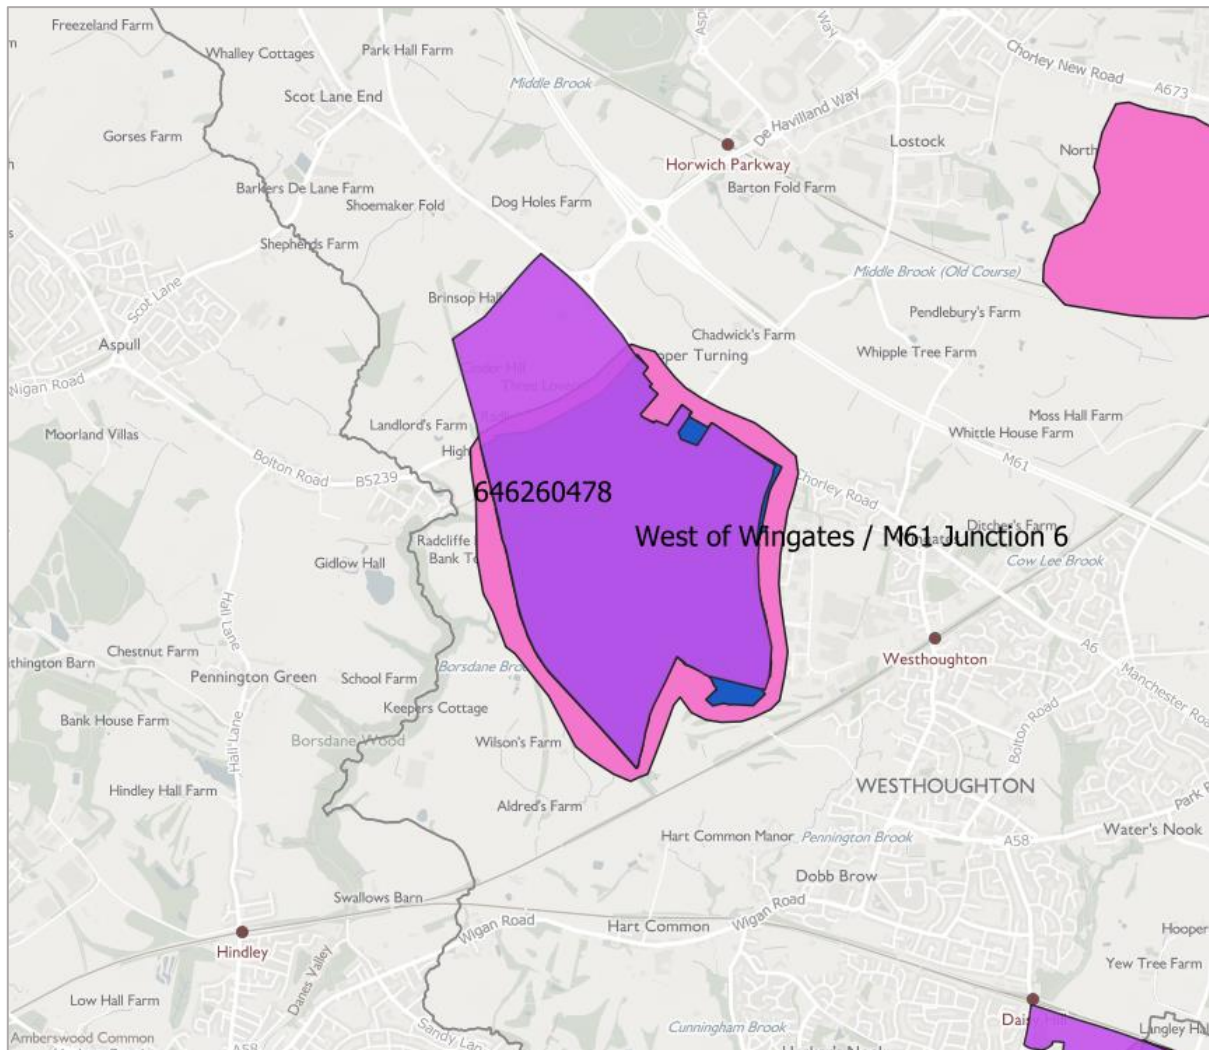 Freezeland Farm
Whalley Cottages
Park Hall Farm
Way
Chorley New Road
A673
Middle Brook
Scot Lane End
De Havilland Way
Gorses Farm
Lostock
North
Horwich Parkway
Barkers De Lane Farm
Shoemaker Fold
Dog Holes Farm
Barton Fold Farm
Shepherds Farm
Middle Brook (Old Course)
Scot Lane
Brinsop Hall
Pendlebury's Farm
Aspull
Chadwick's Farm
Whipple Tree Farm
Wigan Road
Landlord's Farm
Moss Hall Farm
Moorland Villas
Whittle House Farm
High
Bolton Road
B5239
M61
Chorley Road
646260478
West of Wingates / M61 Junction 6
Ditcher's Farm
Radcliffe
Bank
Gidlow Hall
Cow Lee Brook
Hall Lane
A6
Chestnut Farm
Westhoughton
Borsdane
Pennington Green
School Farm
Manchester Road
Keepers Cottage
Bank House Farm
Hall Lane
Borsdane Wood
Wilson's Farm
Bolton Road
Hindley Hall Farm
Aldred's Farm
WESTHOUGHTON
Park
Hart Common Manor
Pennington Brook
A58
Water's Nook
Dobb Brow
Swallows Barn
Wigan Road
Hart Common
Wigan Road
Hindley
Hooper
Danes Valley
Yew Tree Farm
Low Hall Farm
Amberswood Common
A58
Sandy
Cunningham Brook
Langley